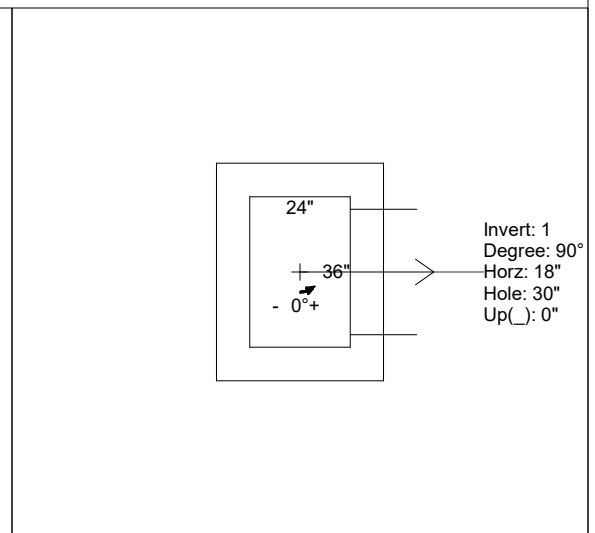 24"
36"
- 0°+
Invert: 1
Degree: 90°
Horz: 18"
Hole: 30"
Up(_): 0"